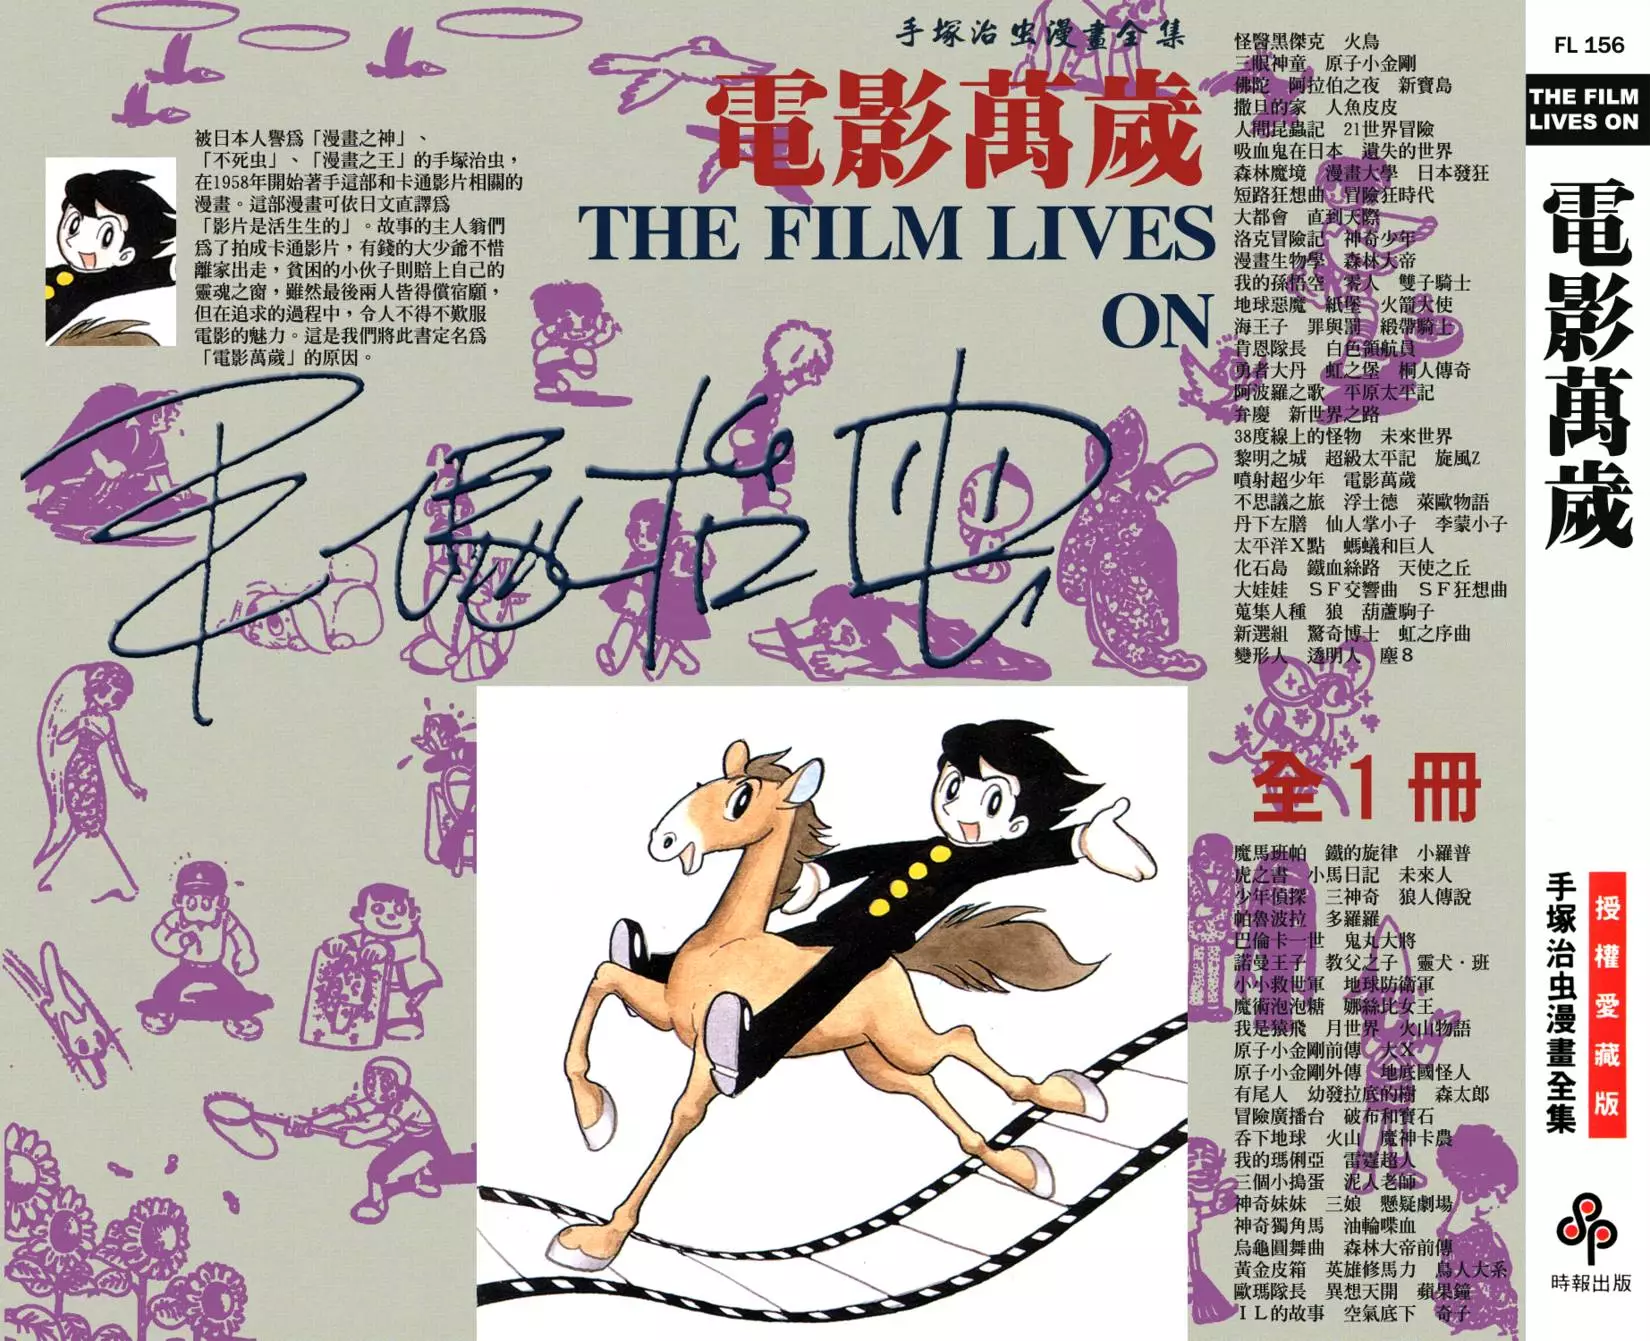 手塚治虫漫畫全集
電影萬歲
THE FILM LIVES
ON
被日本人譽爲「漫畫之神」、
「不死虫」、「漫畫之王」的手塚治虫，
在1958年開始著手這部和卡通影片相關的
漫畫。這部漫畫可依日文直譯爲
「影片是活生生的」。故事的主人翁們
爲了拍成卡通影片，有錢的大少爺不惜
離家出走，貧困的小伙子則賠上自己的
靈魂之窗，雖然最後兩人皆得償宿願，
但在追求的過程中，令人不得不歎服
電影的魅力。這是我們將此書定名爲
「電影萬歲」的原因。
手塚治虫
怪醫黑傑克　火鳥
三眼神童　原子小金剛
佛陀　阿拉伯之夜　新寶島
撒旦的家　人魚皮皮
人間昆蟲記　21世界冒險
吸血鬼在日本　遺失的世界
森林魔境　漫畫大學　日本發狂
短路狂想曲　冒險狂時代
大都會　直到天際
洛克冒險記　神奇少年
漫畫生物學　森林大帝
我的孫悟空　零人　雙子騎士
地球惡魔　紙堡　火箭大使
海王子　罪與罰　緞帶騎士
肯恩隊長　白色領航員
勇者大丹　虹之堡　桐人傳奇
阿波羅之歌　平原太平記
弁慶　新世界之路
38度線上的怪物　未來世界
黎明之城　超級太平記　旋風Z
噴射超少年　電影萬歲
不思議之旅　浮士德　萊歐物語
丹下左膳　仙人掌小子　李蒙小子
太平洋Ｘ點　螞蟻和巨人
化石島　鐵血絲路　天使之丘
大娃娃　ＳＦ交響曲　ＳＦ狂想曲
蒐集人種　狼　葫蘆駒子
新選組　驚奇博士　虹之序曲
變形人　透明人　塵８
全1冊
魔馬班帕　鐵的旋律　小羅普
虎之書　小馬日記　未來人
少年偵探　三神奇　狼人傳說
帕魯波拉　多羅羅
巴倫卡一世　鬼丸大將
諾曼王子　教父之子　靈犬・班
小小救世軍　地球防衛軍
魔術泡泡糖　娜絲比女王
我是猿飛　月世界　火山物語
原子小金剛前傳　大Ｘ
原子小金剛外傳　地底國怪人
有尾人　幼發拉底的樹　森太郎
冒險廣播台　破布和寶石
吞下地球　火山　魔神卡農
我的瑪俐亞　雷霆超人
三個小搗蛋　泥人老師
神奇妹妹　三娘　懸疑劇場
神奇獨角馬　油輪喋血
烏龜圓舞曲　森林大帝前傳
黃金皮箱　英雄修馬力　鳥人大系
歐瑪隊長　異想天開　蘋果鐘
ＩＬ的故事　空氣底下　奇子
FL 156
THE FILM
LIVES ON
電影萬歲
手塚治虫漫畫全集
授權愛藏版
時報出版